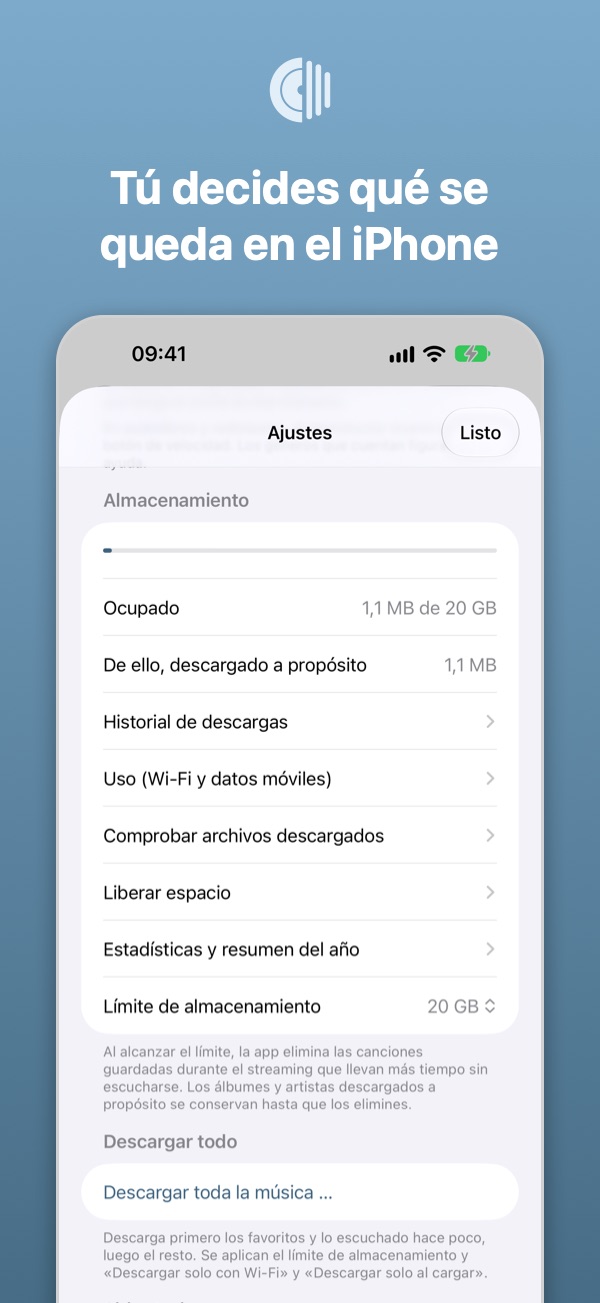 Tú decides qué se
queda en el iPhone
09:41
Ajustes
Listo
ayuda.
Almacenamiento
Ocupado 1,1 MB de 20 GB
De ello, descargado a propósito 1,1 MB
Historial de descargas
Uso (Wi-Fi y datos móviles)
Comprobar archivos descargados
Liberar espacio
Estadísticas y resumen del año
Límite de almacenamiento 20 GB
Al alcanzar el límite, la app elimina las canciones
guardadas durante el streaming que llevan más tiempo sin
escucharse. Los álbumes y artistas descargados a
propósito se conservan hasta que los elimines.
Descargar todo
Descargar toda la música ...
Descarga primero los favoritos y lo escuchado hace poco,
luego el resto. Se aplican el límite de almacenamiento y
«Descargar solo con Wi-Fi» y «Descargar solo al cargar».